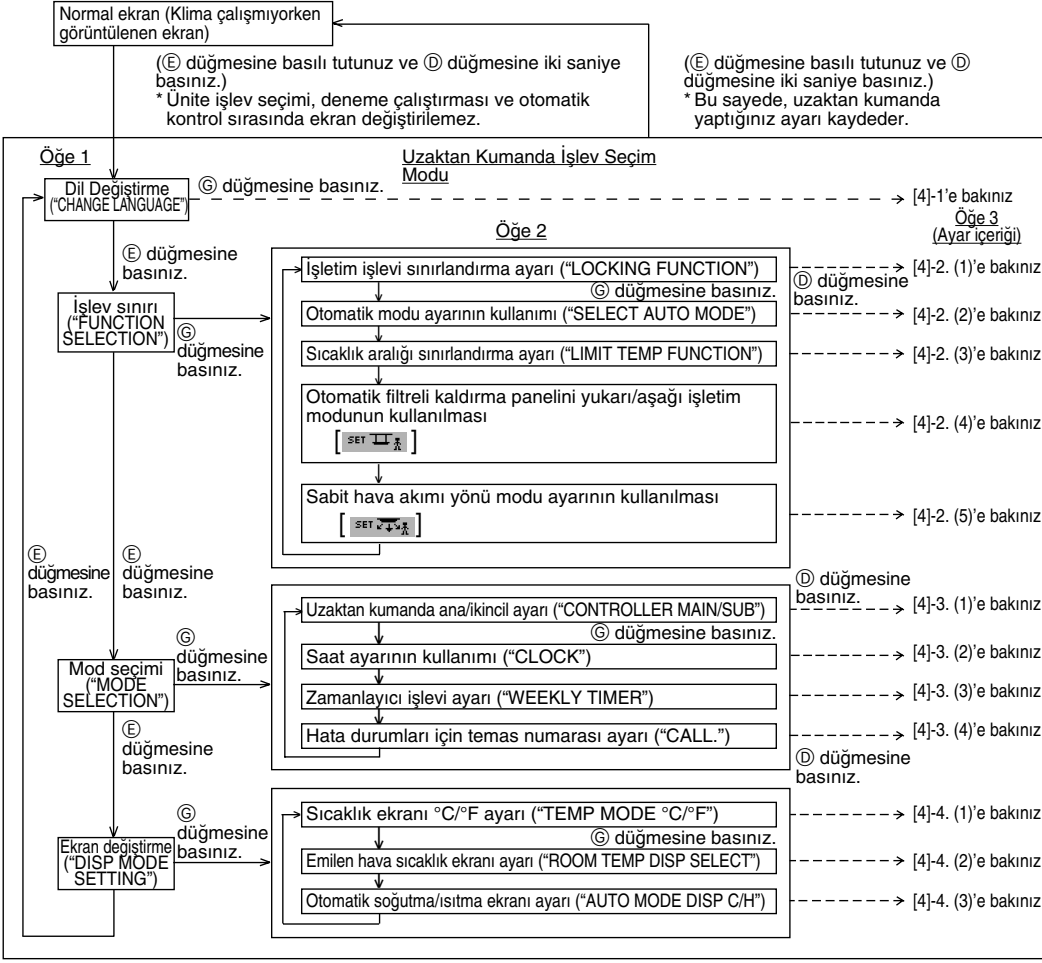 Normal ekran (Klima çalışmıyorken
görüntülenen ekran)
(Ⓔ düğmesine basılı tutunuz ve Ⓓ düğmesine iki saniye
basınız.)
* Ünite işlev seçimi, deneme çalıştırması ve otomatik
kontrol sırasında ekran değiştirilemez.
(Ⓔ düğmesine basılı tutunuz ve Ⓓ
düğmesine iki saniye basınız.)
* Bu sayede, uzaktan kumanda
yaptığınız ayarı kaydeder.
Öğe 1
Uzaktan Kumanda İşlev Seçim
Modu
Dil Değiştirme
(“CHANGE LANGUAGE”)
Ⓖ düğmesine basınız.
[4]-1’e bakınız
Öğe 2
Öğe 3
(Ayar içeriği)
Ⓔ düğmesine
basınız.
İşlev sınırı
(“FUNCTION
SELECTION”)
Ⓖ
düğmesine
basınız.
İşletim işlevi sınırlandırma ayarı (“LOCKING FUNCTION”)
[4]-2. (1)’e bakınız
Ⓖ düğmesine basınız.
Ⓓ düğmesine
basınız.
Otomatik modu ayarının kullanımı (“SELECT AUTO MODE”)
[4]-2. (2)’e bakınız
Sıcaklık aralığı sınırlandırma ayarı (“LIMIT TEMP FUNCTION”)
[4]-2. (3)’e bakınız
Otomatik filtreli kaldırma panelini yukarı/aşağı işletim
modunun kullanılması
[ SET ]
[4]-2. (4)’e bakınız
Sabit hava akımı yönü modu ayarının kullanılması
[ SET ]
[4]-2. (5)’e bakınız
Ⓔ
düğmesine
basınız.
Ⓔ
düğmesine
basınız.
Mod seçimi
(“MODE
SELECTION”)
Ⓖ
düğmesine
basınız.
Ⓓ düğmesine
basınız.
Uzaktan kumanda ana/ikincil ayarı (“CONTROLLER MAIN/SUB”)
[4]-3. (1)’e bakınız
Ⓖ düğmesine basınız.
Saat ayarının kullanımı (“CLOCK”)
[4]-3. (2)’e bakınız
Zamanlayıcı işlevi ayarı (“WEEKLY TIMER”)
[4]-3. (3)’e bakınız
Hata durumları için temas numarası ayarı (“CALL.”)
[4]-3. (4)’e bakınız
Ⓔ
düğmesine
basınız.
Ⓓ düğmesine
basınız.
Ekran değiştirme
(“DISP MODE
SETTING”)
Ⓖ
düğmesine
basınız.
Sıcaklık ekranı °C/°F ayarı (“TEMP MODE °C/°F”)
[4]-4. (1)’e bakınız
Ⓖ düğmesine basınız.
Emilen hava sıcaklık ekranı ayarı (“ROOM TEMP DISP SELECT”)
[4]-4. (2)’e bakınız
Otomatik soğutma/ısıtma ekranı ayarı (“AUTO MODE DISP C/H”)
[4]-4. (3)’e bakınız